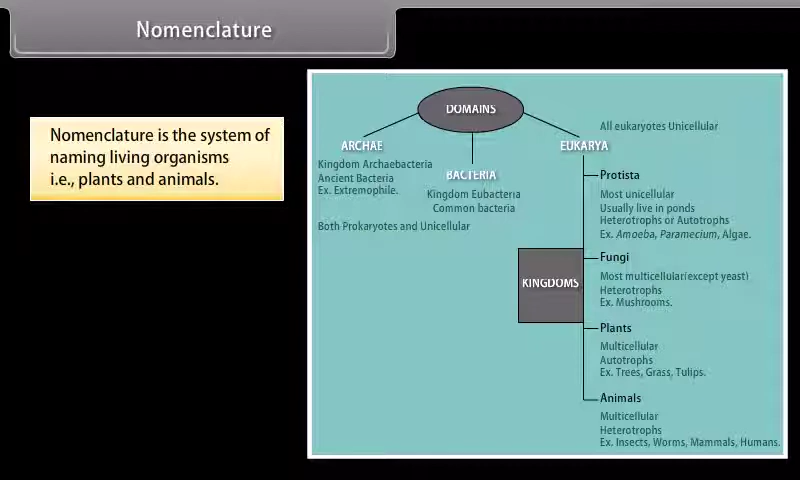 Nomenclature
Nomenclature is the system of
naming living organisms
i.e., plants and animals.
DOMAINS
ARCHAE
Kingdom Archaebacteria
Ancient Bacteria
Ex. Extremophile.
BACTERIA
Kingdom Eubacteria
Common bacteria
Both Prokaryotes and Unicellular
EUKARYA
All eukaryotes Unicellular
KINGDOMS
Protista
Most unicellular
Usually live in ponds
Heterotrophs or Autotrophs
Ex. Amoeba, Paramecium, Algae.
Fungi
Most multicellular(except yeast)
Heterotrophs
Ex. Mushrooms.
Plants
Multicellular
Autotrophs
Ex. Trees, Grass, Tulips.
Animals
Multicellular
Heterotrophs
Ex. Insects, Worms, Mammals, Humans.